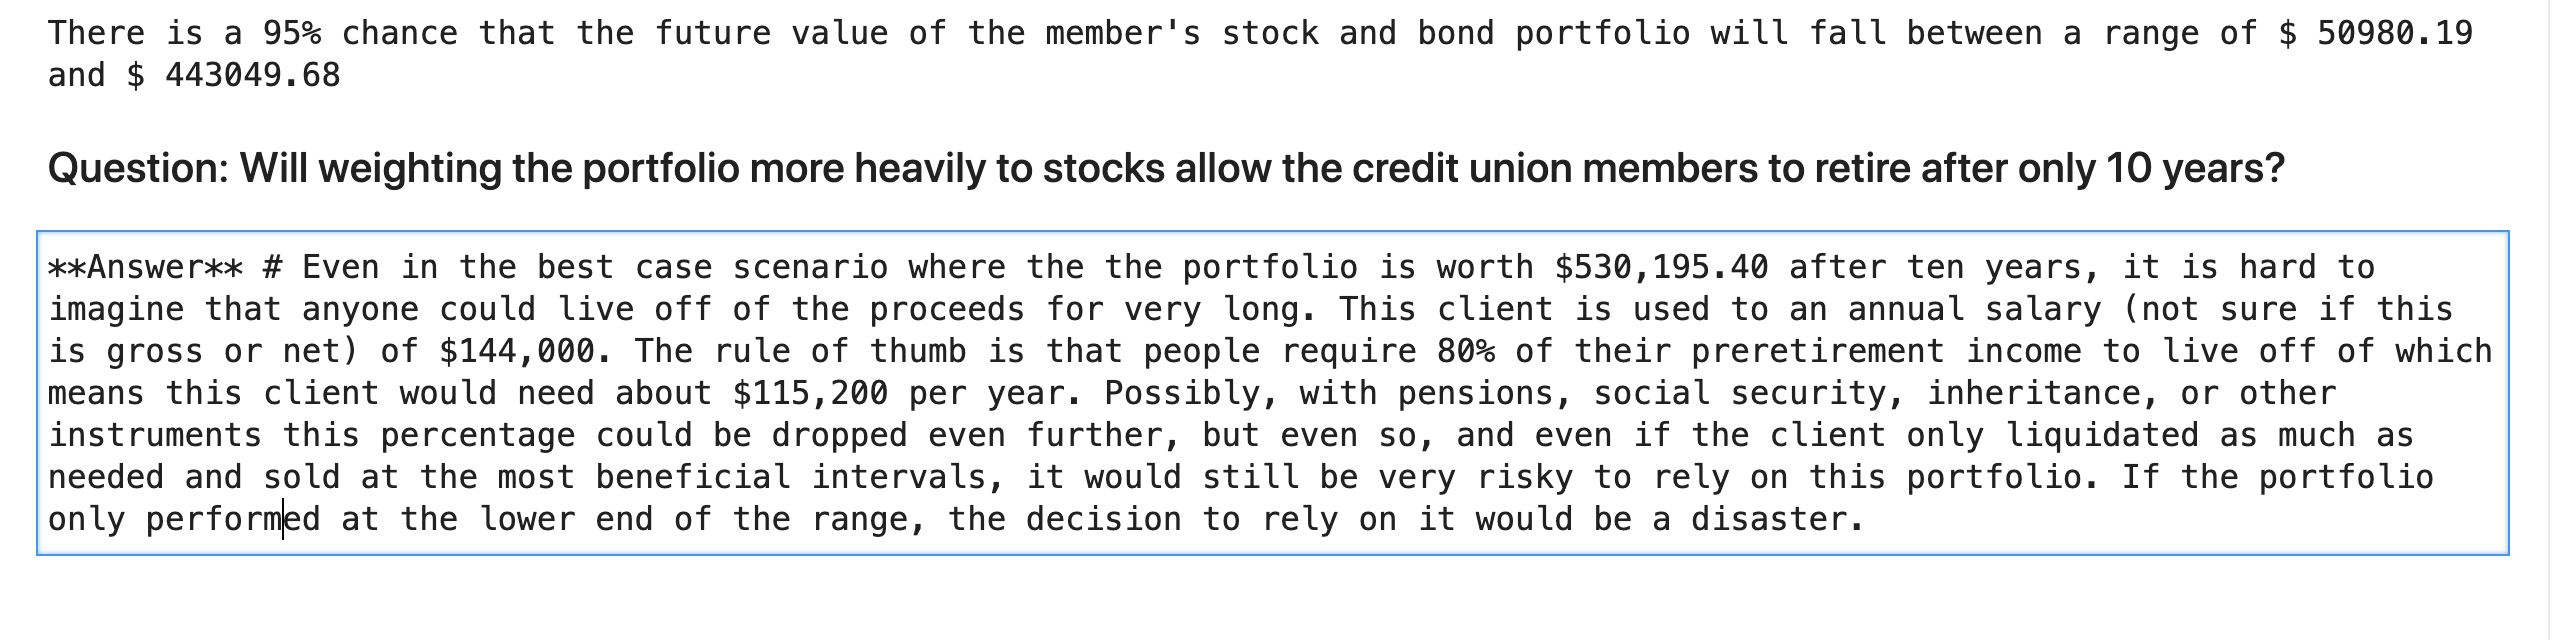 There is a 95% chance that the future value of the member's stock and bond portfolio will fall between a range of $ 50980.19
and $ 443049.68
Question: Will weighting the portfolio more heavily to stocks allow the credit union members to retire after only 10 years?
**Answer** # Even in the best case scenario where the the portfolio is worth $530,195.40 after ten years, it is hard to
imagine that anyone could live off of the proceeds for very long. This client is used to an annual salary (not sure if this
is gross or net) of $144,000. The rule of thumb is that people require 80% of their preretirement income to live off of which
means this client would need about $115,200 per year. Possibly, with pensions, social security, inheritance, or other
instruments this percentage could be dropped even further, but even so, and even if the client only liquidated as much as
needed and sold at the most beneficial intervals, it would still be very risky to rely on this portfolio. If the portfolio
only performed at the lower end of the range, the decision to rely on it would be a disaster.